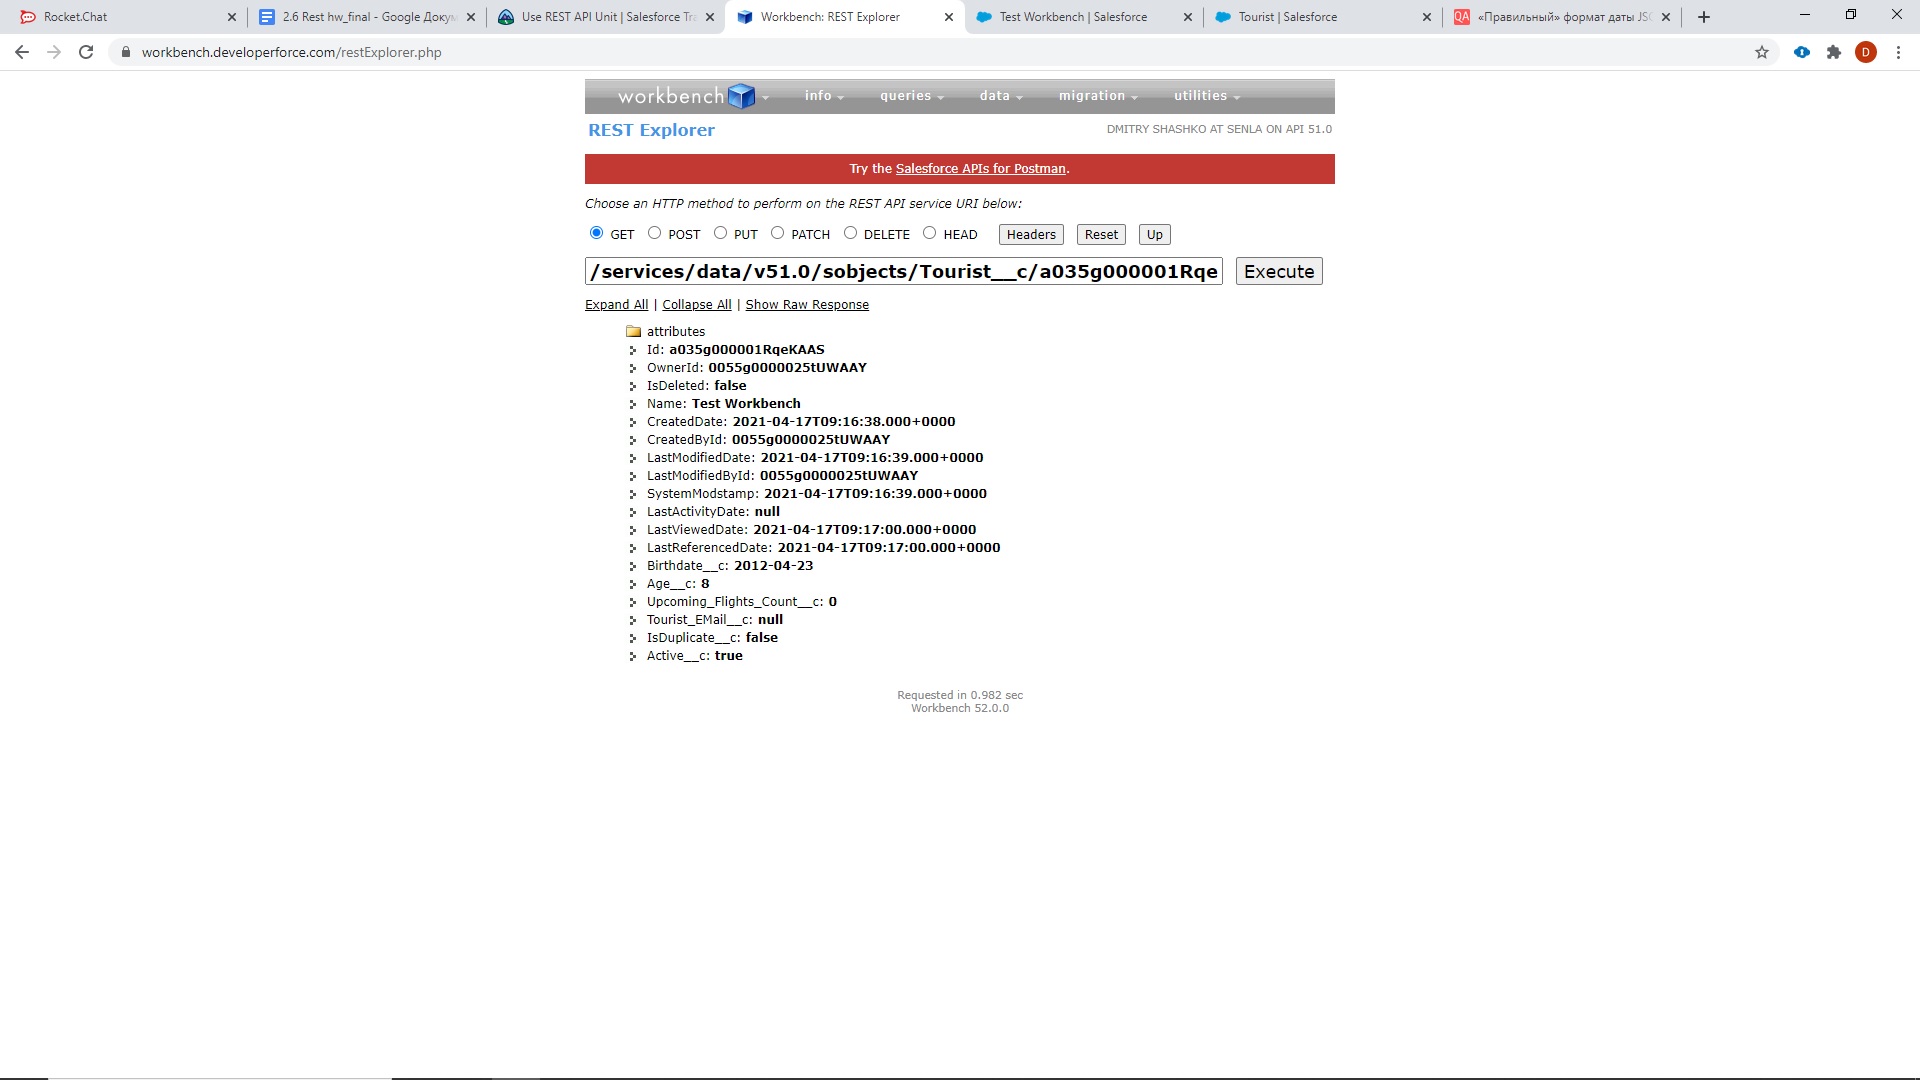 Rocket.Chat
2.6 Rest hw_final - Google Докум
Use REST API Unit | Salesforce Tra
Workbench: REST Explorer
Test Workbench | Salesforce
Tourist | Salesforce
QA «Правильный» формат даты JSO
workbench.developerforce.com/restExplorer.php
D
workbench info queries data migration utilities
REST Explorer
DMITRY SHASHKO AT SENLA ON API 51.0
Try the Salesforce APIs for Postman.
Choose an HTTP method to perform on the REST API service URI below:
GET POST PUT PATCH DELETE HEAD Headers Reset Up
/services/data/v51.0/sobjects/Tourist__c/a035g000001Rqe Execute
Expand All | Collapse All | Show Raw Response
attributes
Id: a035g000001RqeKAAS
OwnerId: 0055g0000025tUWAAY
IsDeleted: false
Name: Test Workbench
CreatedDate: 2021-04-17T09:16:38.000+0000
CreatedById: 0055g0000025tUWAAY
LastModifiedDate: 2021-04-17T09:16:39.000+0000
LastModifiedById: 0055g0000025tUWAAY
SystemModstamp: 2021-04-17T09:16:39.000+0000
LastActivityDate: null
LastViewedDate: 2021-04-17T09:17:00.000+0000
LastReferencedDate: 2021-04-17T09:17:00.000+0000
Birthdate__c: 2012-04-23
Age__c: 8
Upcoming_Flights_Count__c: 0
Tourist_EMail__c: null
IsDuplicate__c: false
Active__c: true
Requested in 0.982 sec
Workbench 52.0.0